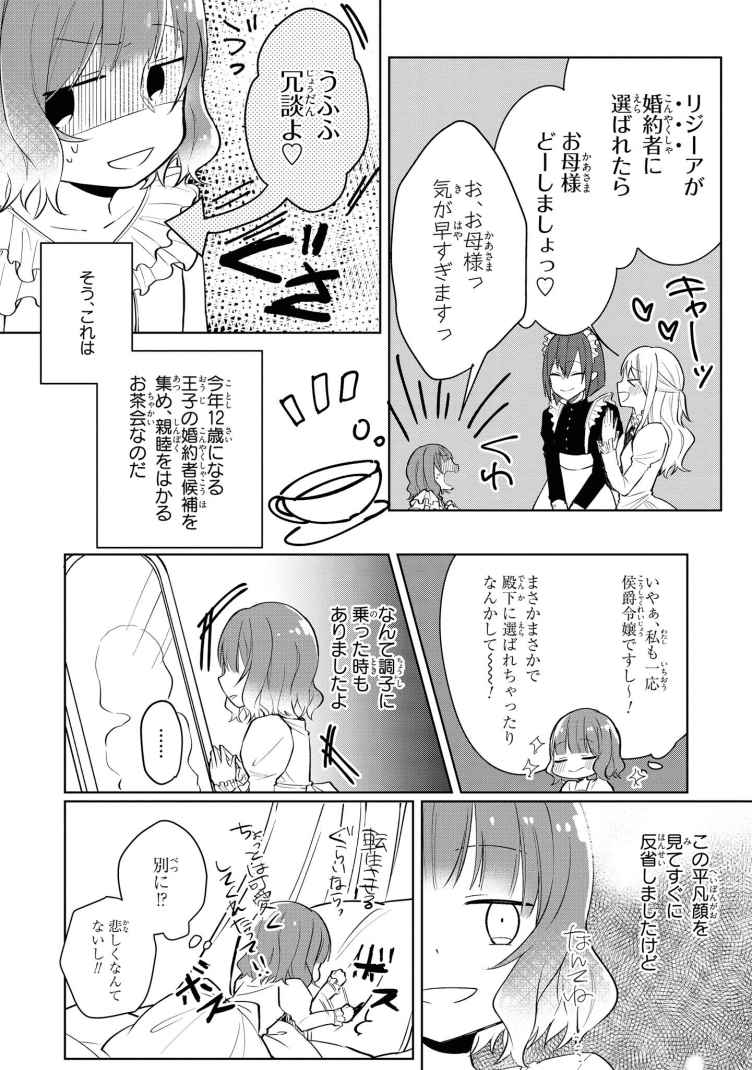 リジーアが
婚約者に
選ばれたら
お母様
どーしましょっ♡
お、お母様っ
気が早すぎますっ
キャーッ
くわっ
うふふ
冗談よ♡
そう、これは
今年12歳になる
王子の婚約者候補を
集め、親睦をはかる
お茶会なのだ
いやぁ、私も一応
侯爵令嬢ですし〜！
まさかまさかで
殿下に選ばれちゃったり
なんかして〜〜！
なんて調子に
乗った時も
ありましたよ
……
この平凡顔を
見てすぐに
反省しましたけど
なんてね…
転生させる
ぐらいなら
ちょっとは可愛く
したって!!
ボス
ボス
別に!?
悲しくなんて
ないし!!